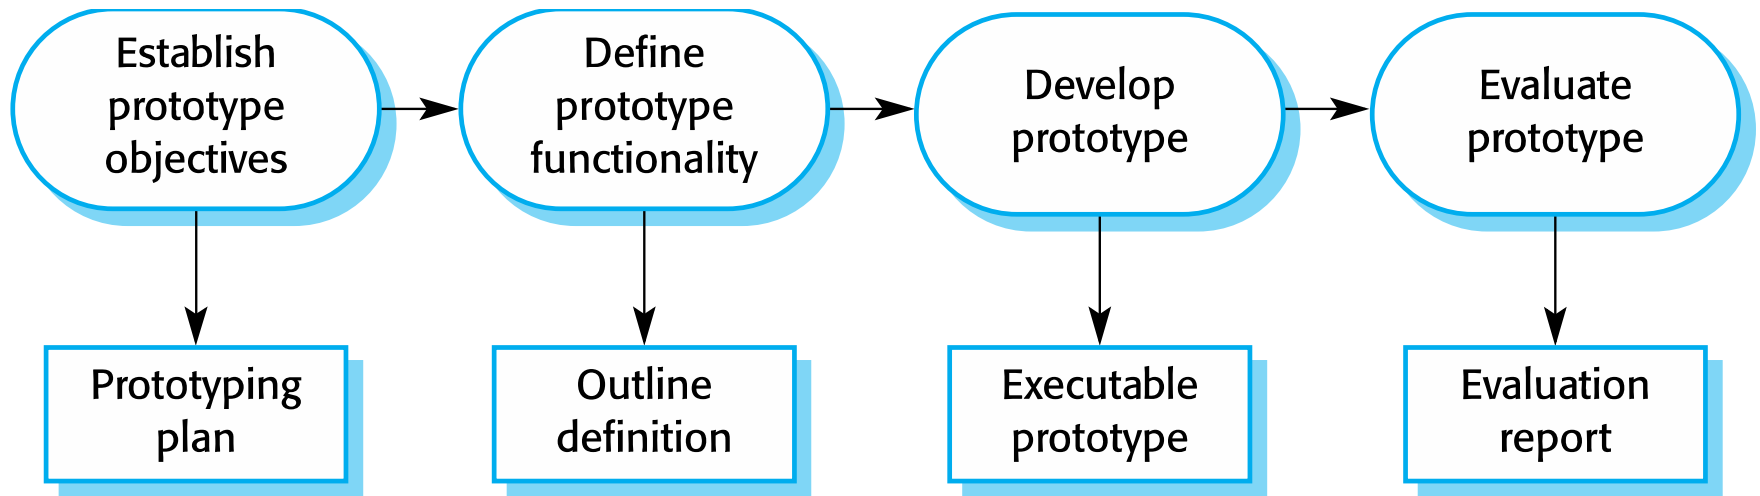 Establish
prototype
objectives
Define
prototype
functionality
Develop
prototype
Evaluate
prototype
Prototyping
plan
Outline
definition
Executable
prototype
Evaluation
report